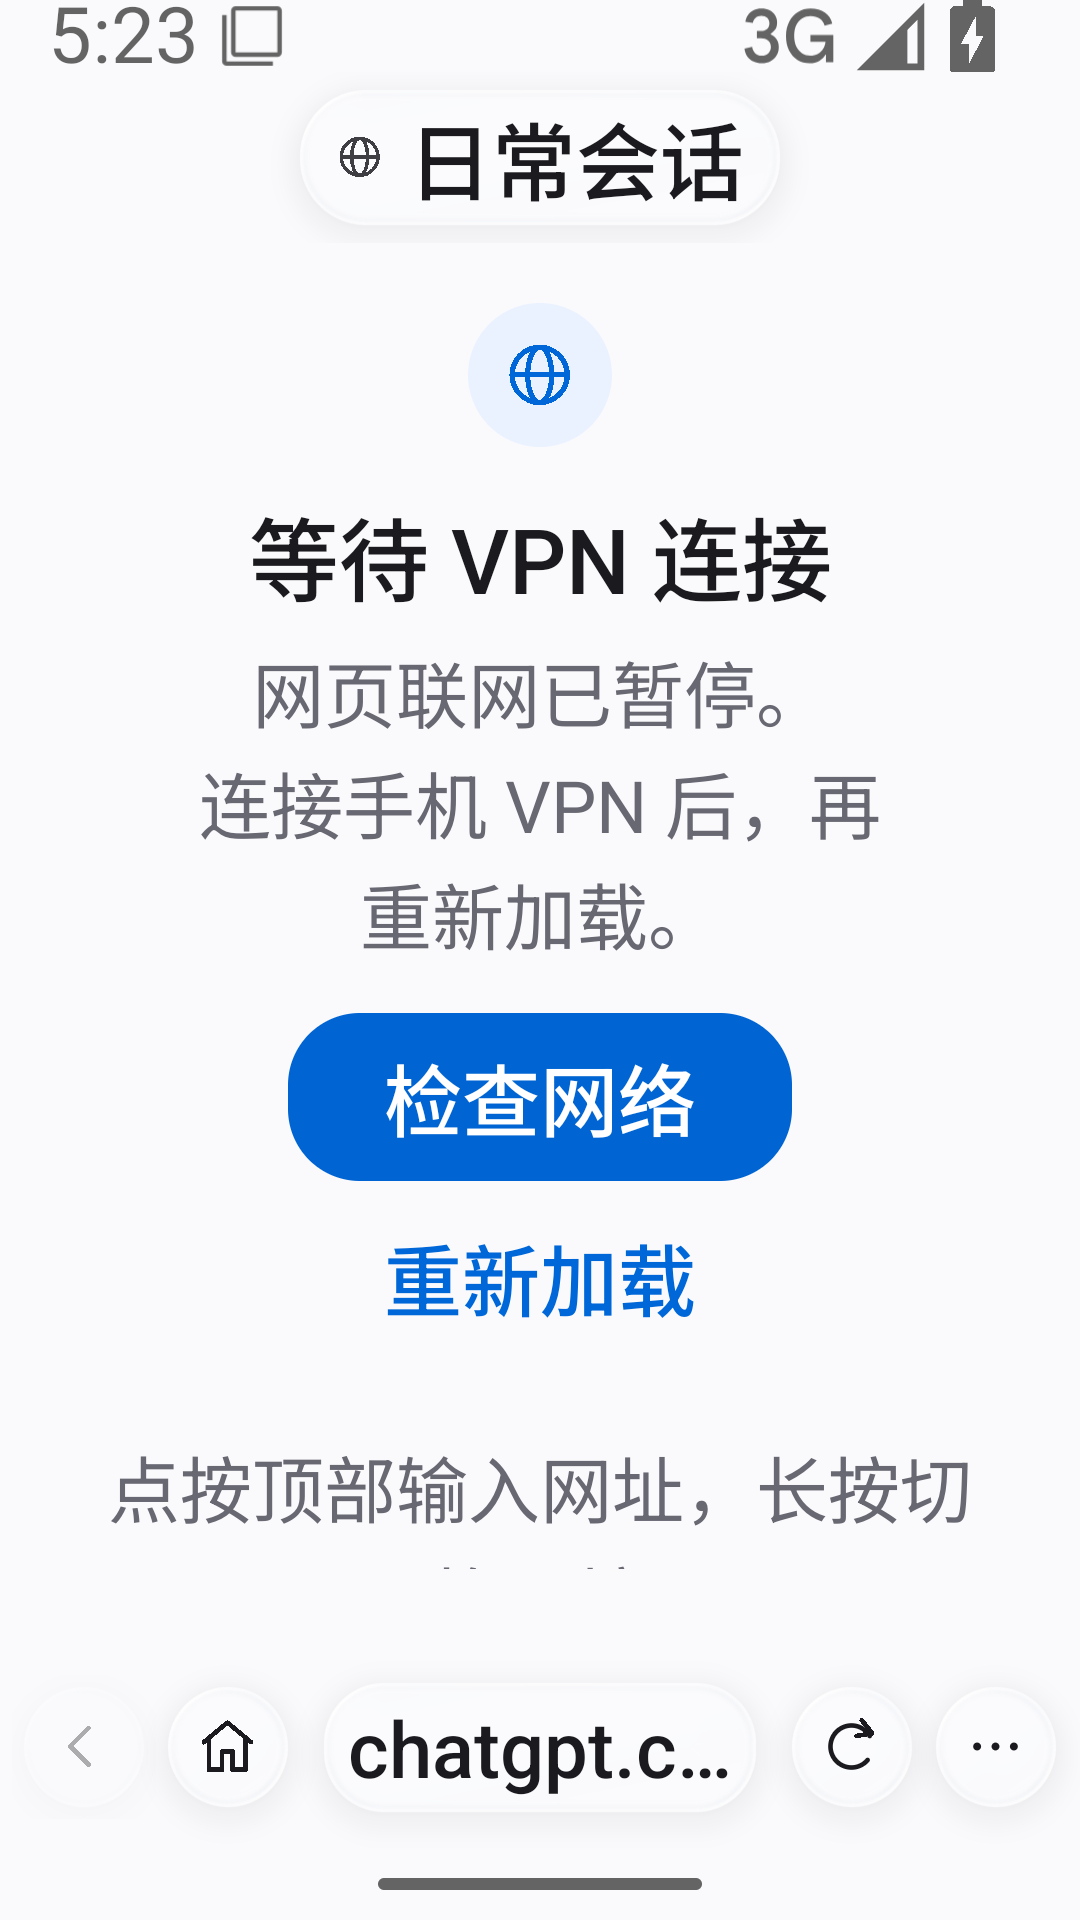 5:23
3G
日常会话
等待 VPN 连接
网页联网已暂停。
连接手机 VPN 后，再
重新加载。
检查网络
重新加载
点按顶部输入网址，长按切
chatgpt.c...